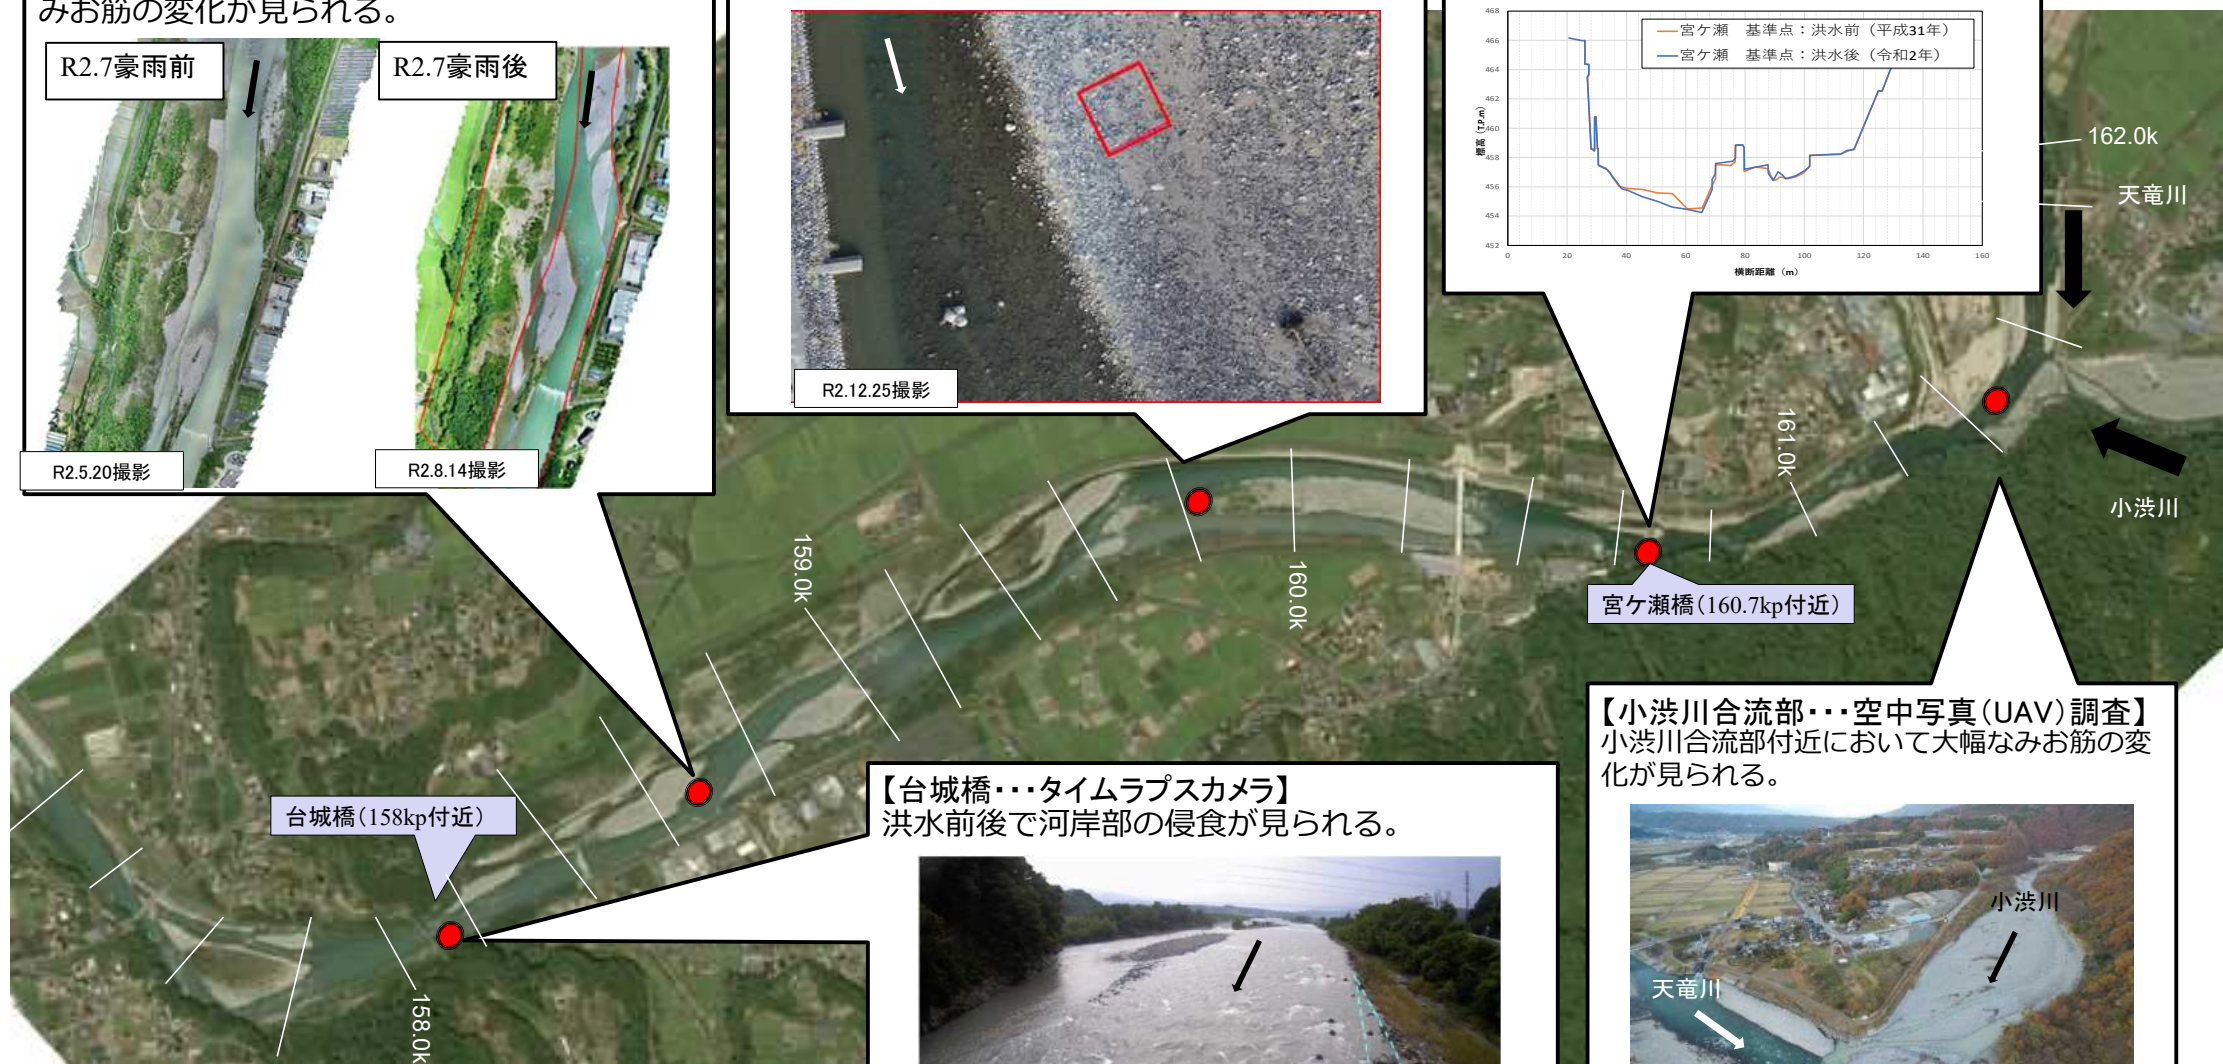 みお筋の変化が見られる。
R2.7豪雨前
R2.7豪雨後
R2.5.20撮影
R2.8.14撮影
R2.12.25撮影
宮ケ瀬 基準点：洪水前（平成31年）
宮ケ瀬 基準点：洪水後（令和2年）
標高（T.P.m）
468
466
464
462
460
458
456
454
452
0 20 40 60 80 100 120 140 160
横断距離（m）
162.0k
天竜川
小渋川
161.0k
160.0k
159.0k
158.0k
宮ケ瀬橋（160.7kp付近）
台城橋（158kp付近）
【台城橋・・・タイムラプスカメラ】
洪水前後で河岸部の侵食が見られる。
【小渋川合流部・・・空中写真（UAV）調査】
小渋川合流部付近において大幅なみお筋の変
化が見られる。
小渋川
天竜川